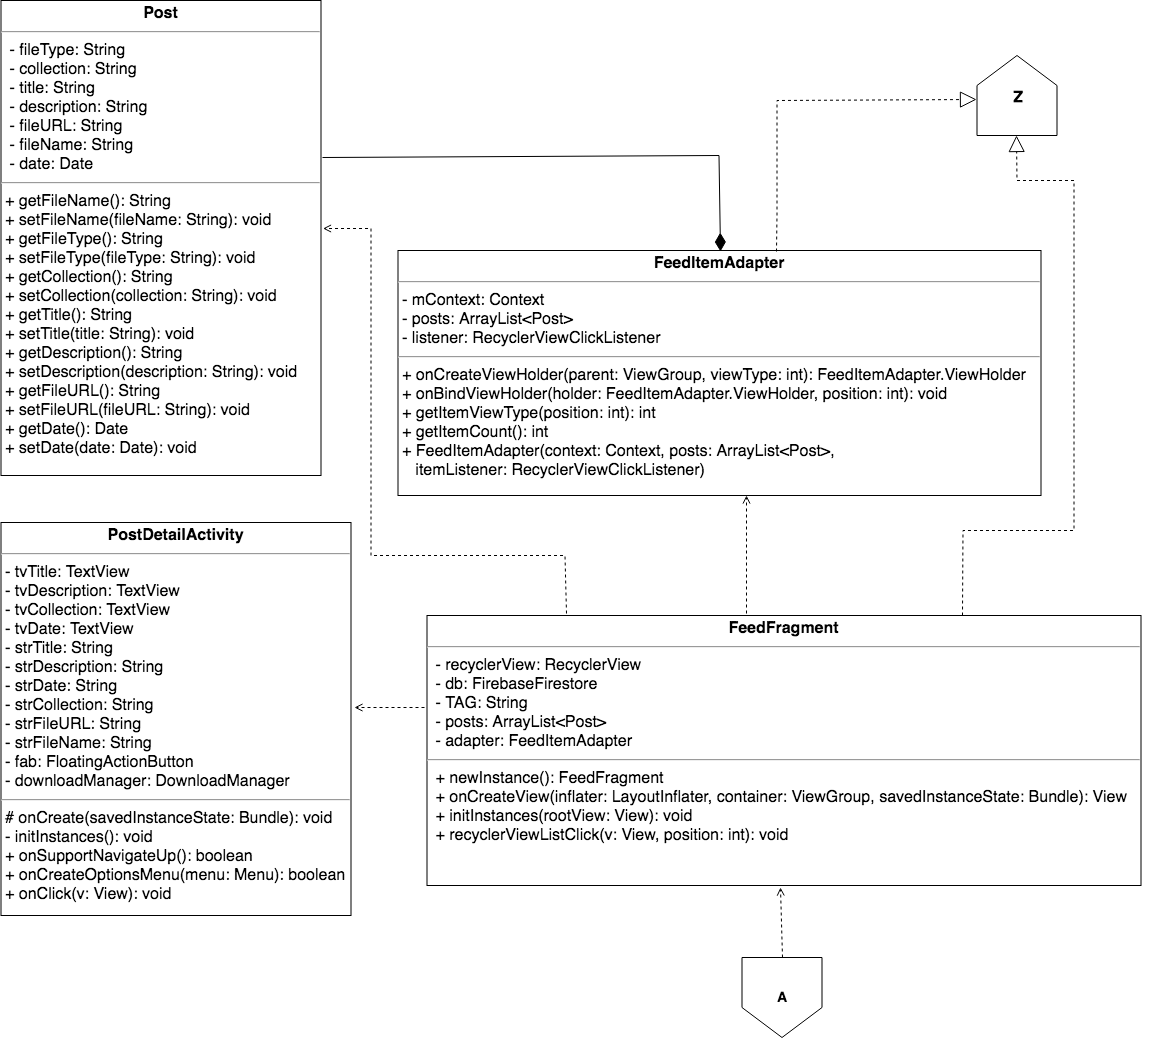 Post
- fileType: String
- collection: String
- title: String
- description: String
- fileURL: String
- fileName: String
- date: Date
+ getFileName(): String
+ setFileName(fileName: String): void
+ getFileType(): String
+ setFileType(fileType: String): void
+ getCollection(): String
+ setCollection(collection: String): void
+ getTitle(): String
+ setTitle(title: String): void
+ getDescription(): String
+ setDescription(description: String): void
+ getFileURL(): String
+ setFileURL(fileURL: String): void
+ getDate(): Date
+ setDate(date: Date): void
Z
FeedItemAdapter
- mContext: Context
- posts: ArrayList<Post>
- listener: RecyclerViewClickListener
+ onCreateViewHolder(parent: ViewGroup, viewType: int): FeedItemAdapter.ViewHolder
+ onBindViewHolder(holder: FeedItemAdapter.ViewHolder, position: int): void
+ getItemViewType(position: int): int
+ getItemCount(): int
+ FeedItemAdapter(context: Context, posts: ArrayList<Post>,
itemListener: RecyclerViewClickListener)
PostDetailActivity
- tvTitle: TextView
- tvDescription: TextView
- tvCollection: TextView
- tvDate: TextView
- strTitle: String
- strDescription: String
- strDate: String
- strCollection: String
- strFileURL: String
- strFileName: String
- fab: FloatingActionButton
- downloadManager: DownloadManager
# onCreate(savedInstanceState: Bundle): void
- initInstances(): void
+ onSupportNavigateUp(): boolean
+ onCreateOptionsMenu(menu: Menu): boolean
+ onClick(v: View): void
FeedFragment
- recyclerView: RecyclerView
- db: FirebaseFirestore
- TAG: String
- posts: ArrayList<Post>
- adapter: FeedItemAdapter
+ newInstance(): FeedFragment
+ onCreateView(inflater: LayoutInflater, container: ViewGroup, savedInstanceState: Bundle): View
+ initInstances(rootView: View): void
+ recyclerViewListClick(v: View, position: int): void
A